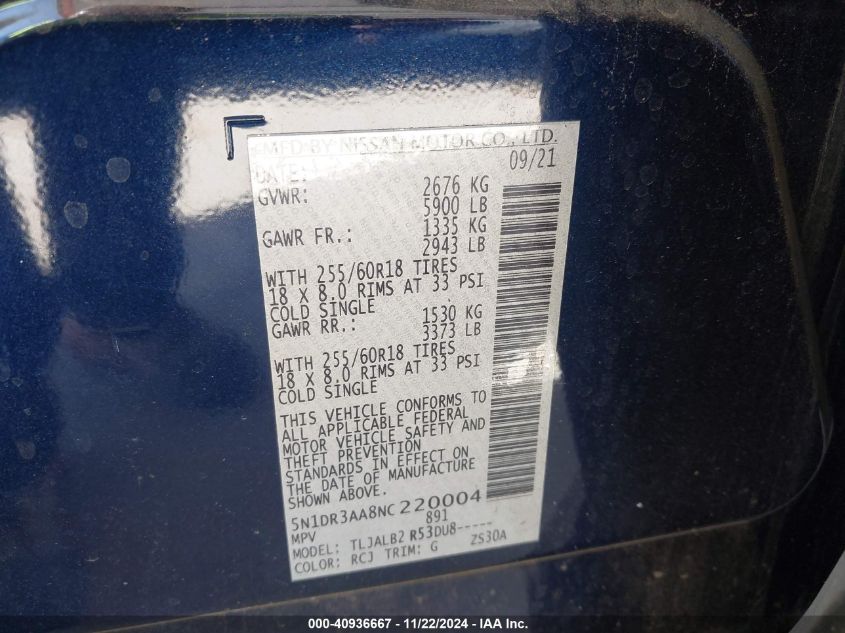 MFD BY NISSAN MOTOR CO., LTD.
DATE: 09/21
GVWR: 2676 KG
5900 LB
GAWR FR.: 1335 KG
2943 LB
WITH 255/60R18 TIRES
18 X 8.0 RIMS AT 33 PSI
COLD SINGLE
GAWR RR.: 1530 KG
3373 LB
WITH 255/60R18 TIRES
18 X 8.0 RIMS AT 33 PSI
COLD SINGLE
THIS VEHICLE CONFORMS TO
ALL APPLICABLE FEDERAL
MOTOR VEHICLE SAFETY AND
THEFT PREVENTION
STANDARDS IN EFFECT ON
THE DATE OF MANUFACTURE
SHOWN ABOVE.
5N1DR3AA8NC220004
MPV 891
MODEL: TLJALB2 R53DU8-----
COLOR: RCJ TRIM: G ZS30A
000-40936667 - 11/22/2024 - IAA Inc.